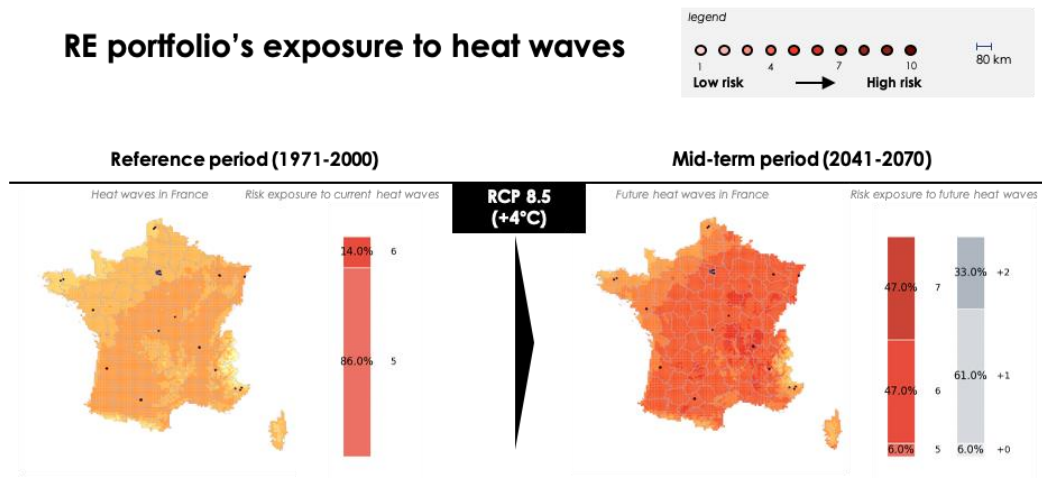 RE portfolio's exposure to heat waves
legend
1 4 7 10
Low risk High risk
80 km
Reference period (1971-2000)
Mid-term period (2041-2070)
Heat waves in France
Risk exposure to current heat waves
RCP 8.5
(+4°C)
Future heat waves in France
Risk exposure to future heat waves
14.0% 6
86.0% 5
47.0% 7
47.0% 6
6.0% 5
33.0% +2
61.0% +1
6.0% +0